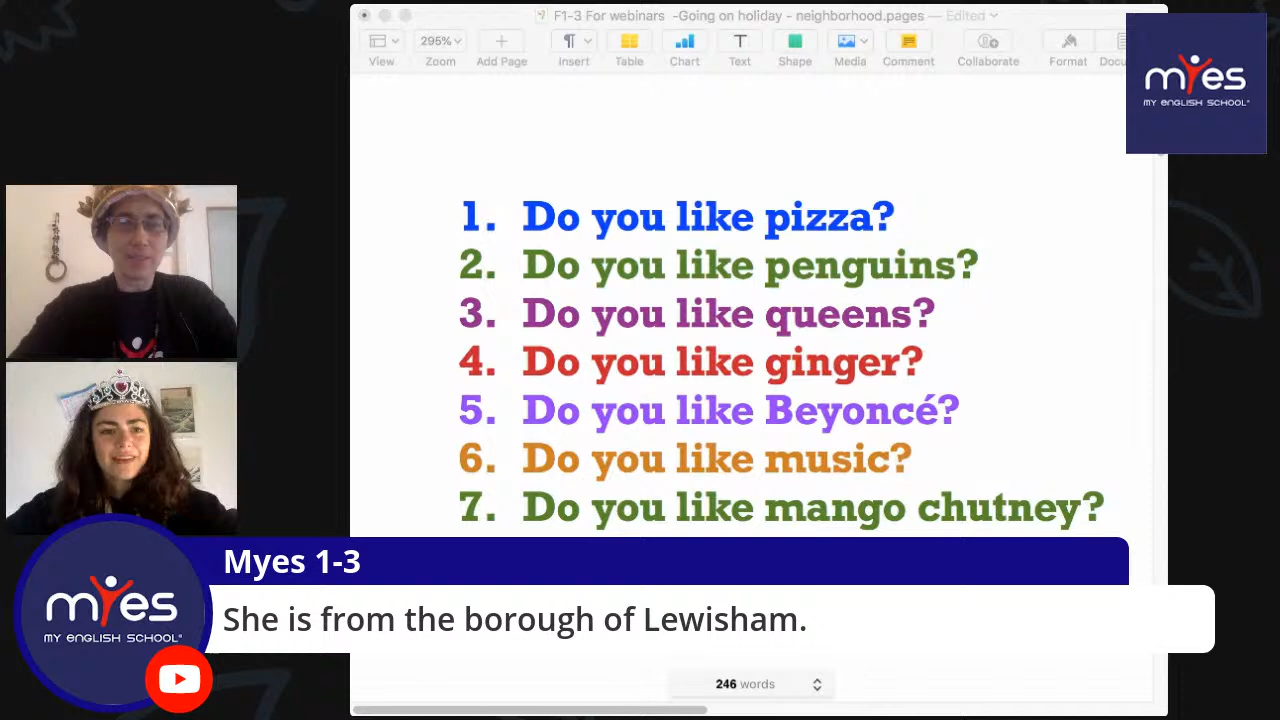 F1-3 For webinars -Going on holiday - neighborhood.pages — Edited
295%
View Zoom Add Page Insert Table Chart Text Shape Media Comment Collaborate Format Docu
myes
MY ENGLISH SCHOOL
1. Do you like pizza?
2. Do you like penguins?
3. Do you like queens?
4. Do you like ginger?
5. Do you like Beyoncé?
6. Do you like music?
7. Do you like mango chutney?
Myes 1-3
She is from the borough of Lewisham.
myes
MY ENGLISH SCHOOL
246 words